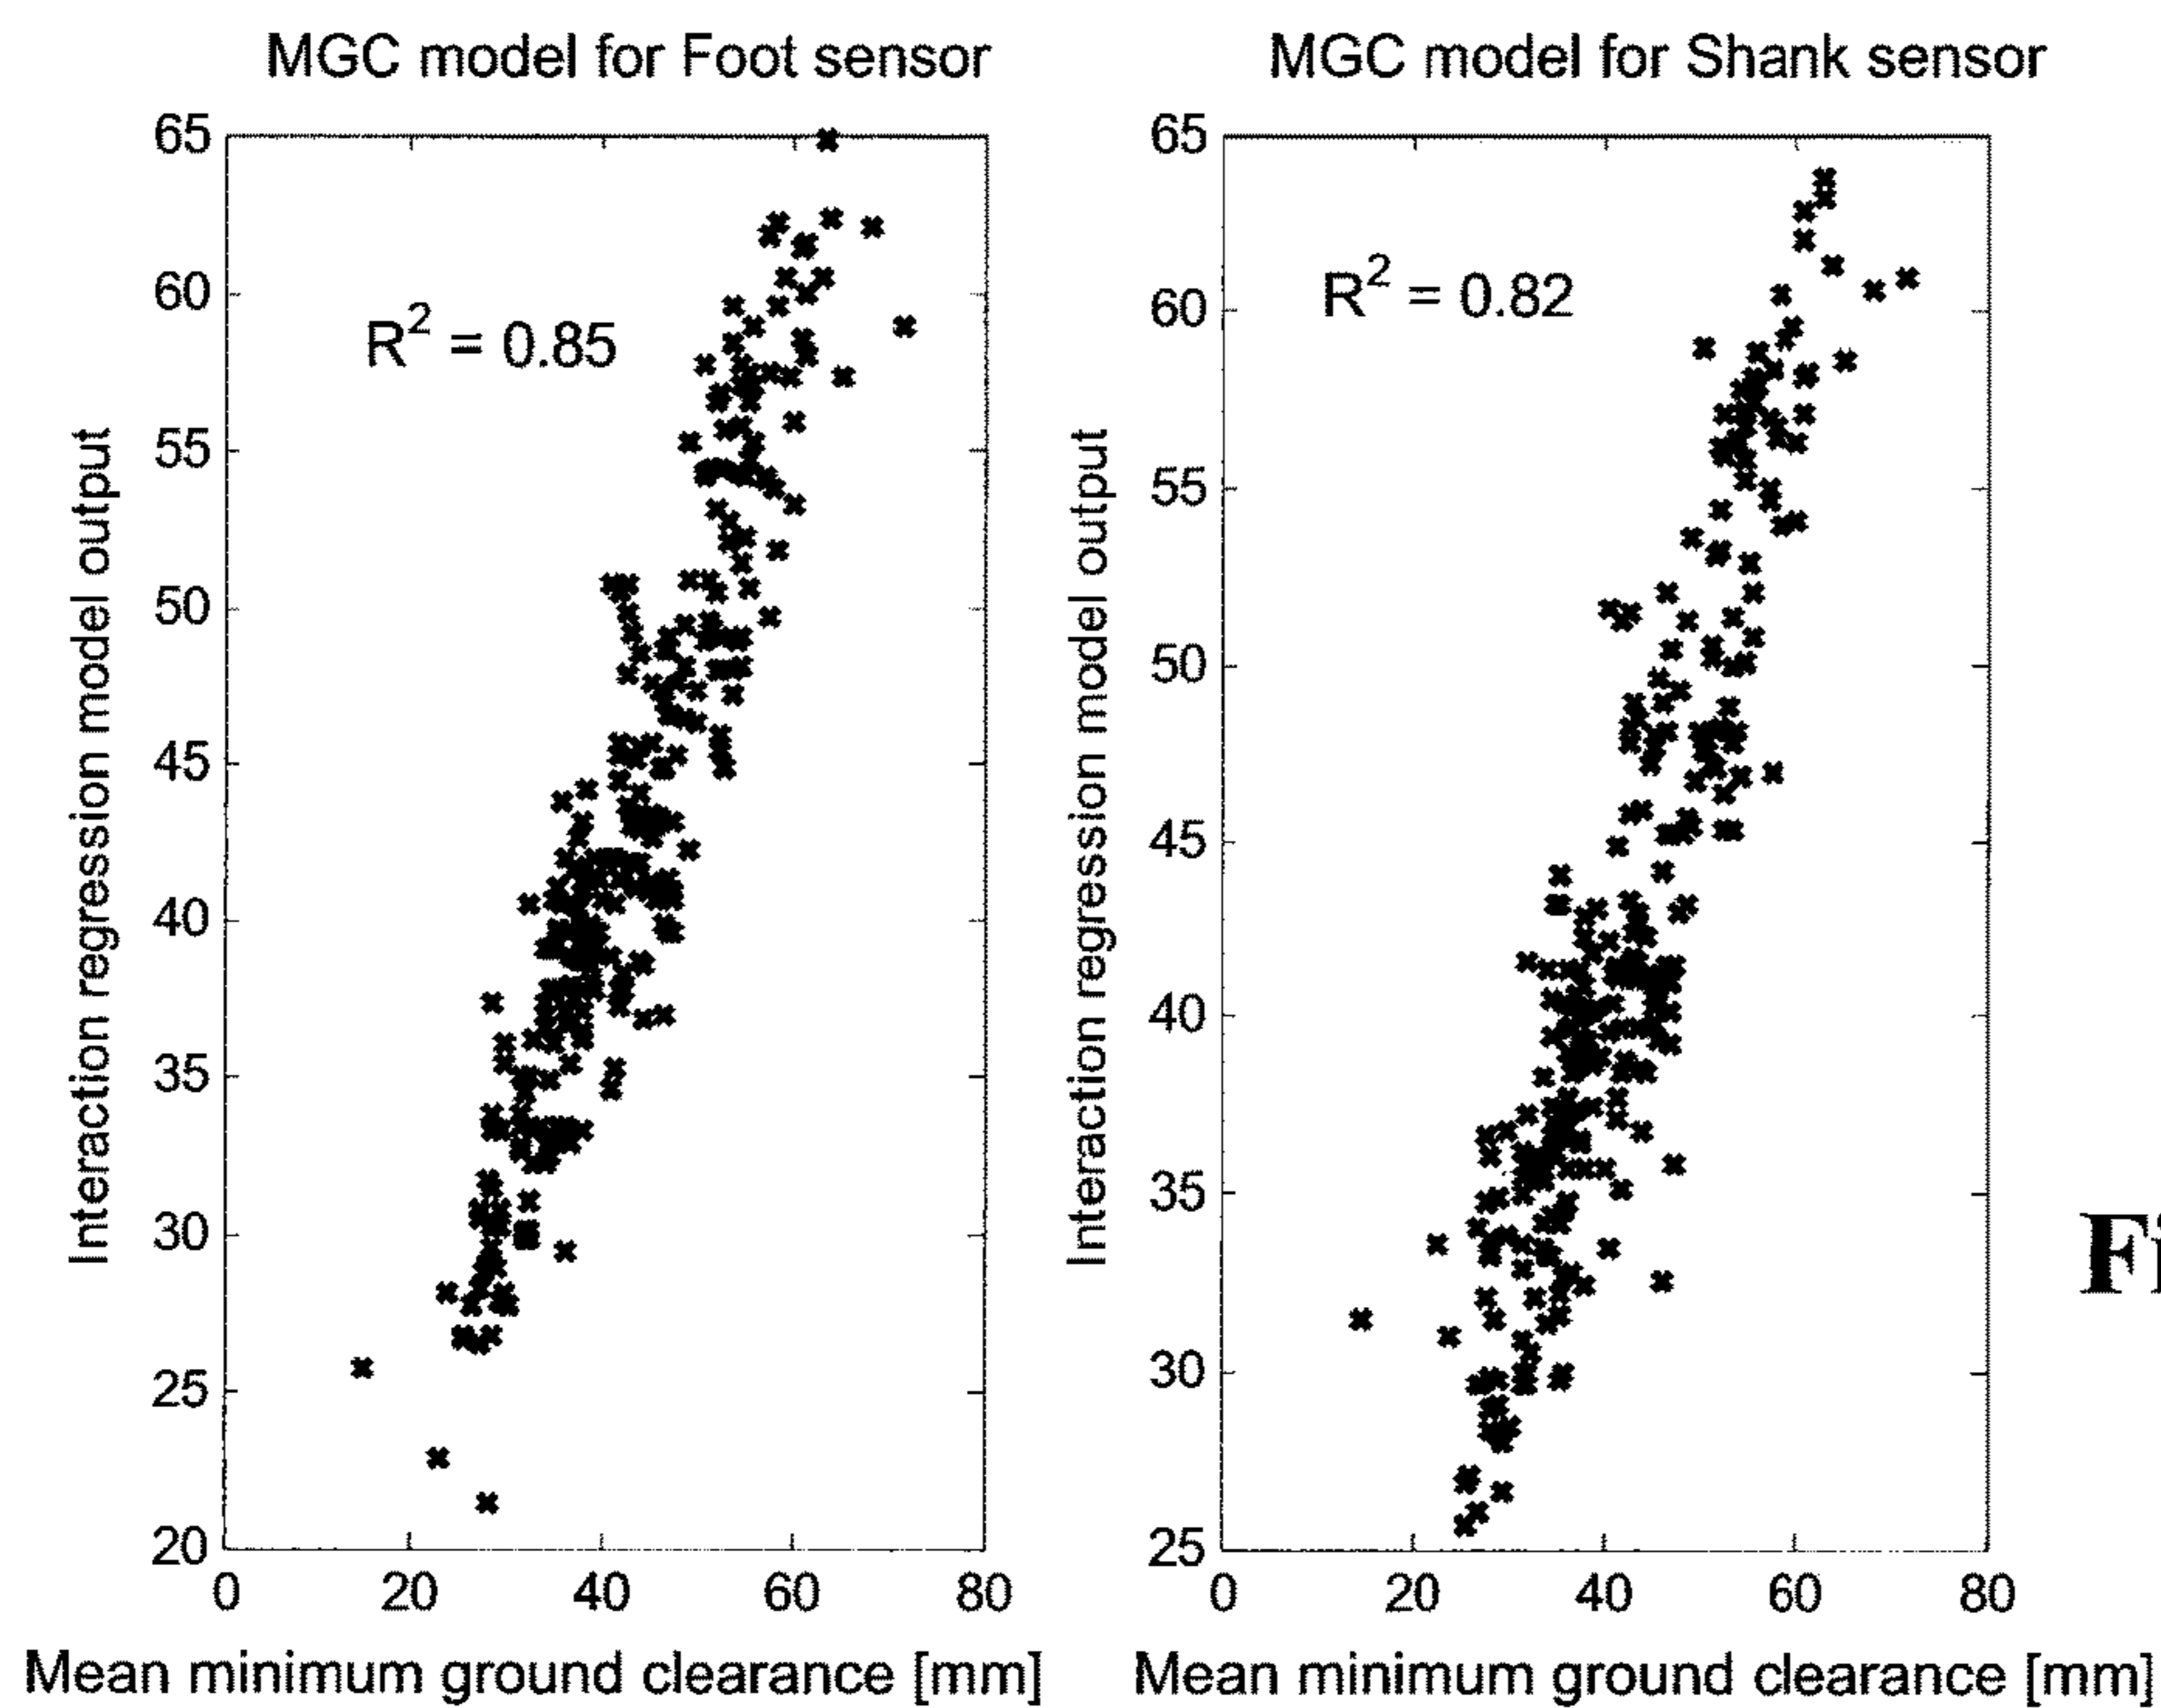 MGC model for Foot sensor
65
60
55
50
45
40
35
30
25
20
0 20 40 60 80
R² = 0.85
Interaction regression model output
Mean minimum ground clearance [mm]
MGC model for Shank sensor
65
60
55
50
45
40
35
30
25
0 20 40 60 80
R² = 0.82
Interaction regression model output
Mean minimum ground clearance [mm]